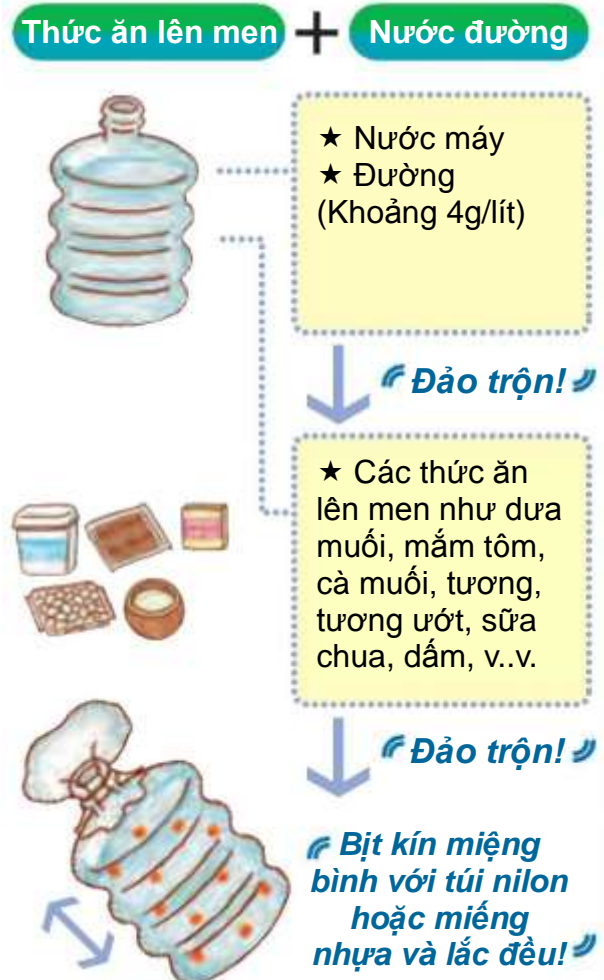 Thức ăn lên men + Nước đường
★ Nước máy
★ Đường
(Khoảng 4g/lít)
Đảo trộn!
★ Các thức ăn
lên men như dưa
muối, mắm tôm,
cà muối, tương,
tương ướt, sữa
chua, dấm, v..v.
Đảo trộn!
Bịt kín miệng
bình với túi nilon
hoặc miếng
nhựa và lắc đều!